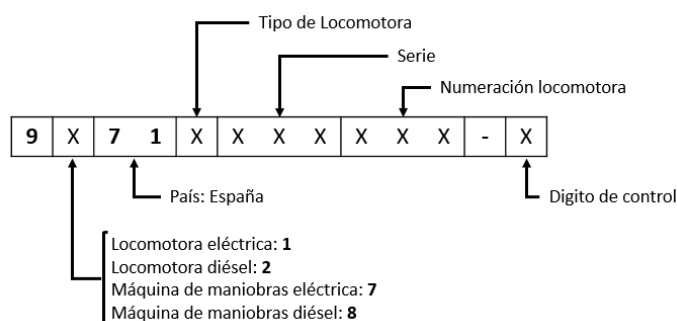 Tipo de Locomotora
Serie
Numeración locomotora
9 X 7 1 X X X X X X X - X
País: España
Digito de control
Locomotora eléctrica: 1
Locomotora diésel: 2
Máquina de maniobras eléctrica: 7
Máquina de maniobras diésel: 8